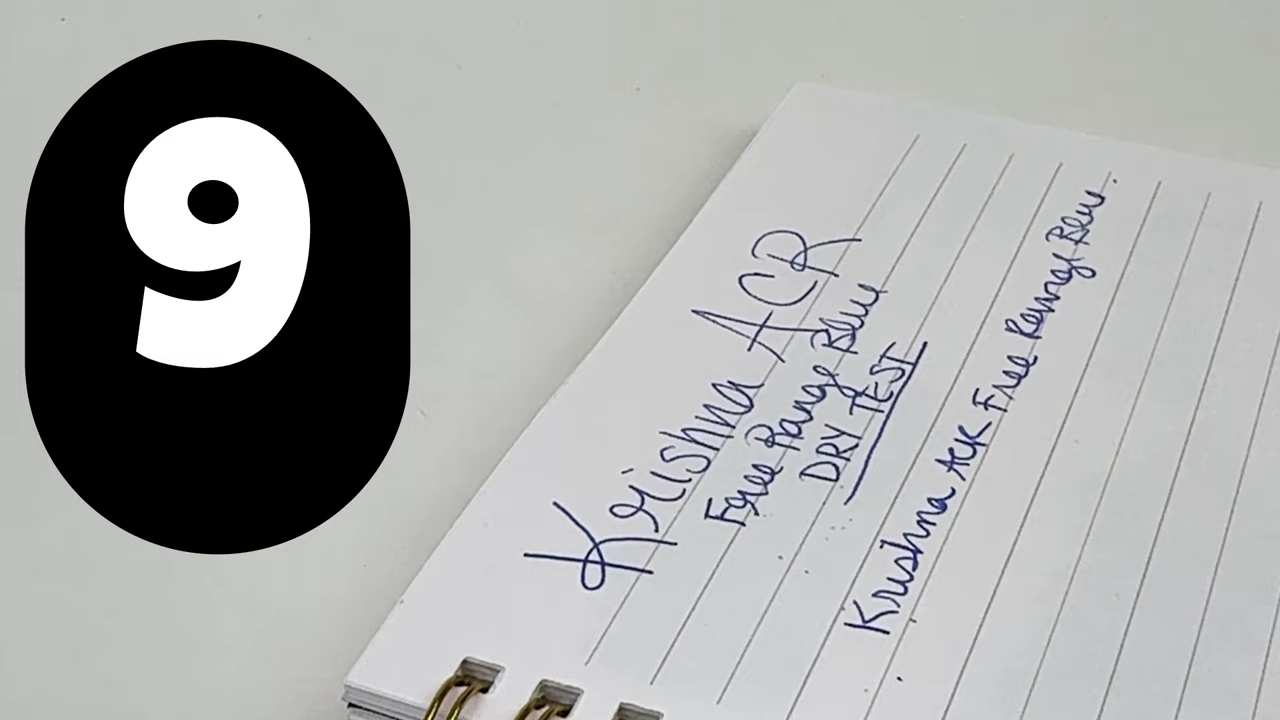 9
Krishna ACR
Free Range Blue
DRY TEST
Krishna ACR Free Range Blue.